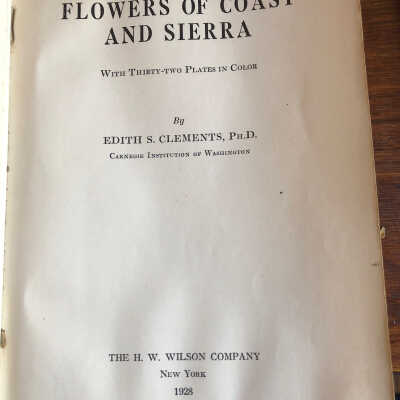 FLOWERS OF COAST
AND SIERRA
WITH THIRTY-TWO PLATES IN COLOR
By
EDITH S. CLEMENTS, PH.D.
CARNEGIE INSTITUTION OF WASHINGTON
THE H. W. WILSON COMPANY
NEW YORK
1928